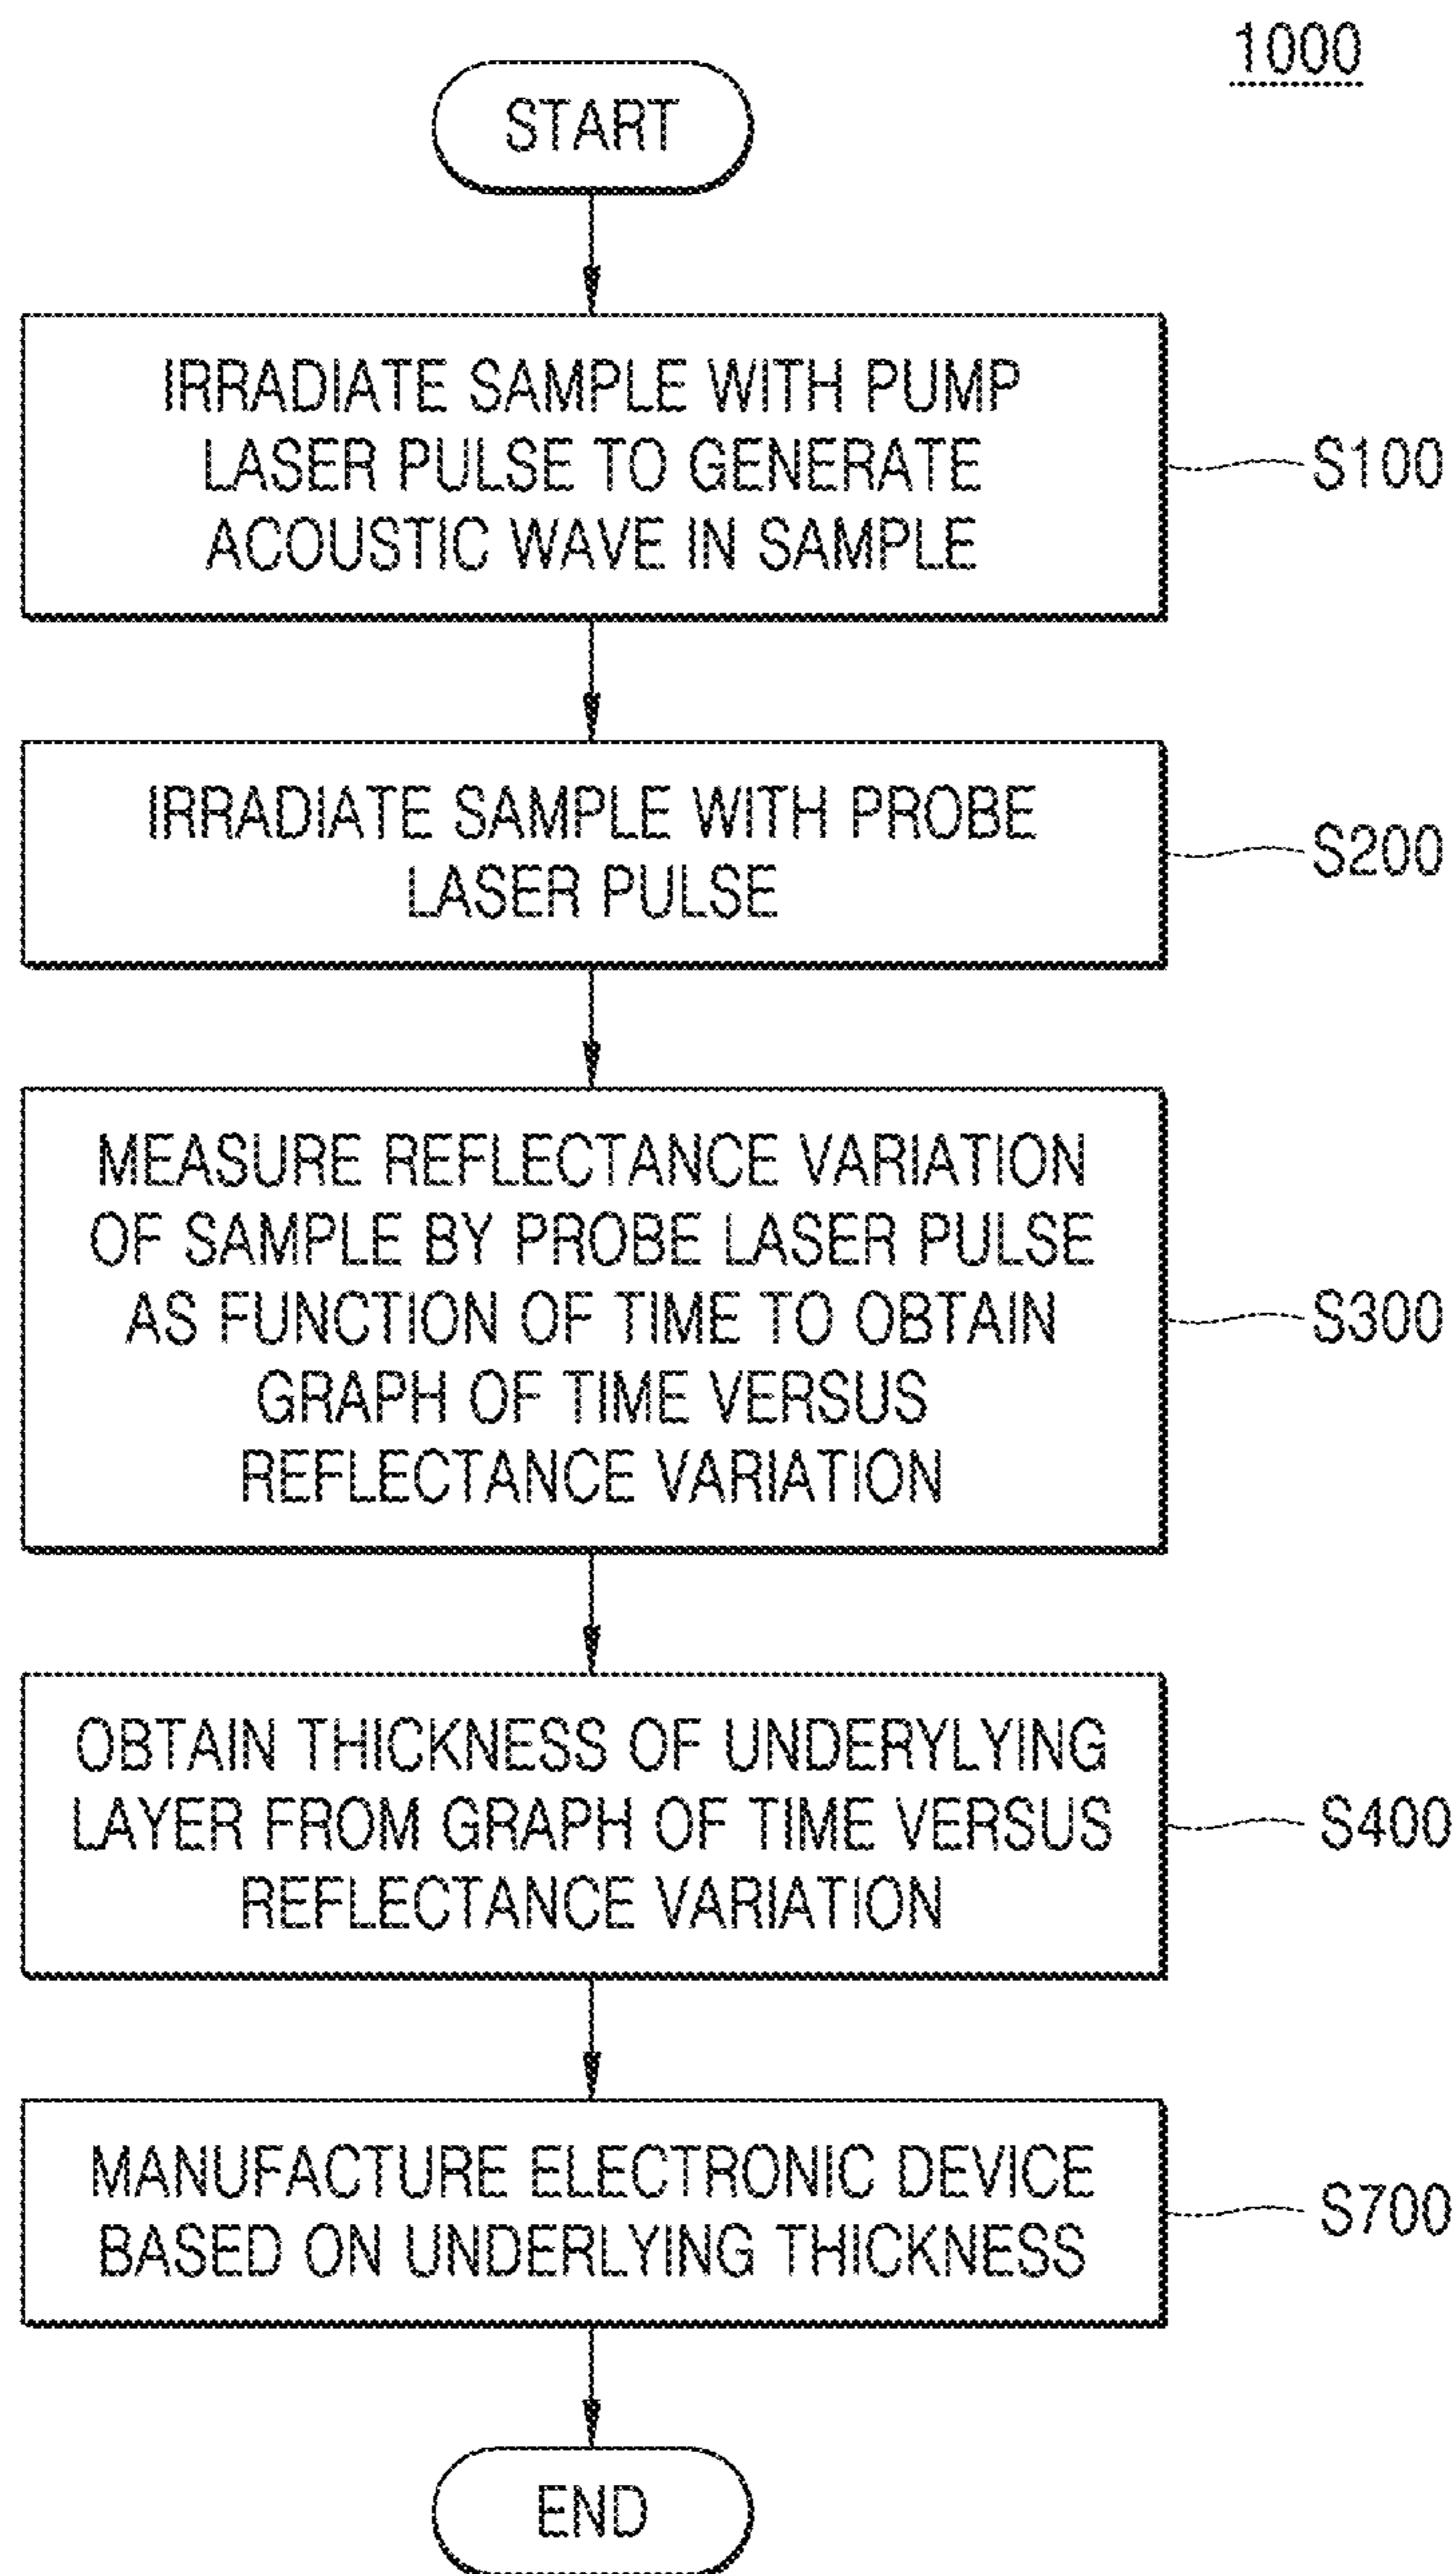 1000
START
IRRADIATE SAMPLE WITH PUMP
LASER PULSE TO GENERATE
ACOUSTIC WAVE IN SAMPLE
S100
IRRADIATE SAMPLE WITH PROBE
LASER PULSE
S200
MEASURE REFLECTANCE VARIATION
OF SAMPLE BY PROBE LASER PULSE
AS FUNCTION OF TIME TO OBTAIN
GRAPH OF TIME VERSUS
REFLECTANCE VARIATION
S300
OBTAIN THICKNESS OF UNDERYLYING
LAYER FROM GRAPH OF TIME VERSUS
REFLECTANCE VARIATION
S400
MANUFACTURE ELECTRONIC DEVICE
BASED ON UNDERLYING THICKNESS
S700
END